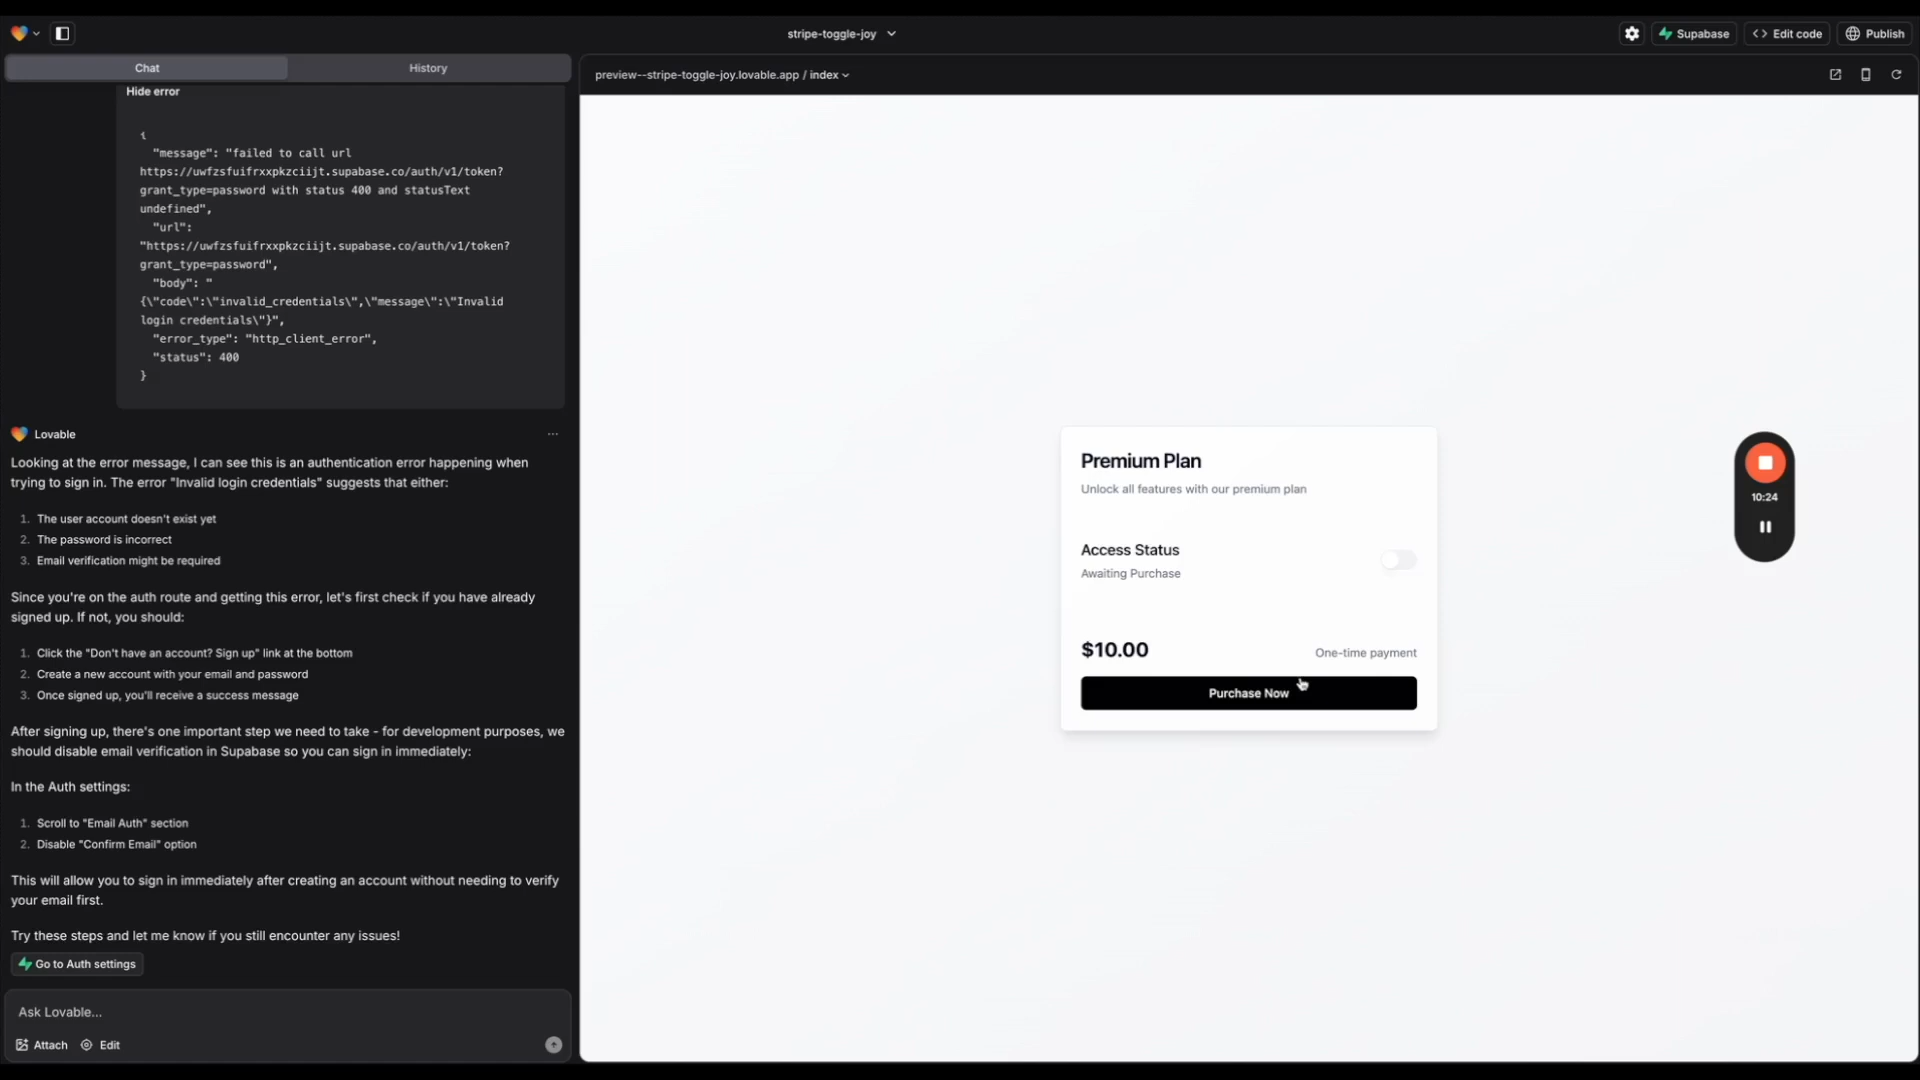 stripe-toggle-joy
Supabase
Edit code
Publish
Chat
History
preview--stripe-toggle-joy.lovable.app / index
Hide error
{
"message": "failed to call url
https://uwfzsfuifrxxpkzciijt.supabase.co/auth/v1/token?
grant_type=password with status 400 and statusText
undefined",
"url":
"https://uwfzsfuifrxxpkzciijt.supabase.co/auth/v1/token?
grant_type=password",
"body": "
{\"code\":\"invalid_credentials\",\"message\":\"Invalid
login credentials\"}",
"error_type": "http_client_error",
"status": 400
}
Lovable
Looking at the error message, I can see this is an authentication error happening when
trying to sign in. The error "Invalid login credentials" suggests that either:
1. The user account doesn't exist yet
2. The password is incorrect
3. Email verification might be required
Since you're on the auth route and getting this error, let's first check if you have already
signed up. If not, you should:
1. Click the "Don't have an account? Sign up" link at the bottom
2. Create a new account with your email and password
3. Once signed up, you'll receive a success message
After signing up, there's one important step we need to take - for development purposes, we
should disable email verification in Supabase so you can sign in immediately:
In the Auth settings:
1. Scroll to "Email Auth" section
2. Disable "Confirm Email" option
This will allow you to sign in immediately after creating an account without needing to verify
your email first.
Try these steps and let me know if you still encounter any issues!
Go to Auth settings
Ask Lovable...
Attach
Edit
Premium Plan
Unlock all features with our premium plan
Access Status
Awaiting Purchase
$10.00
One-time payment
Purchase Now
10:24